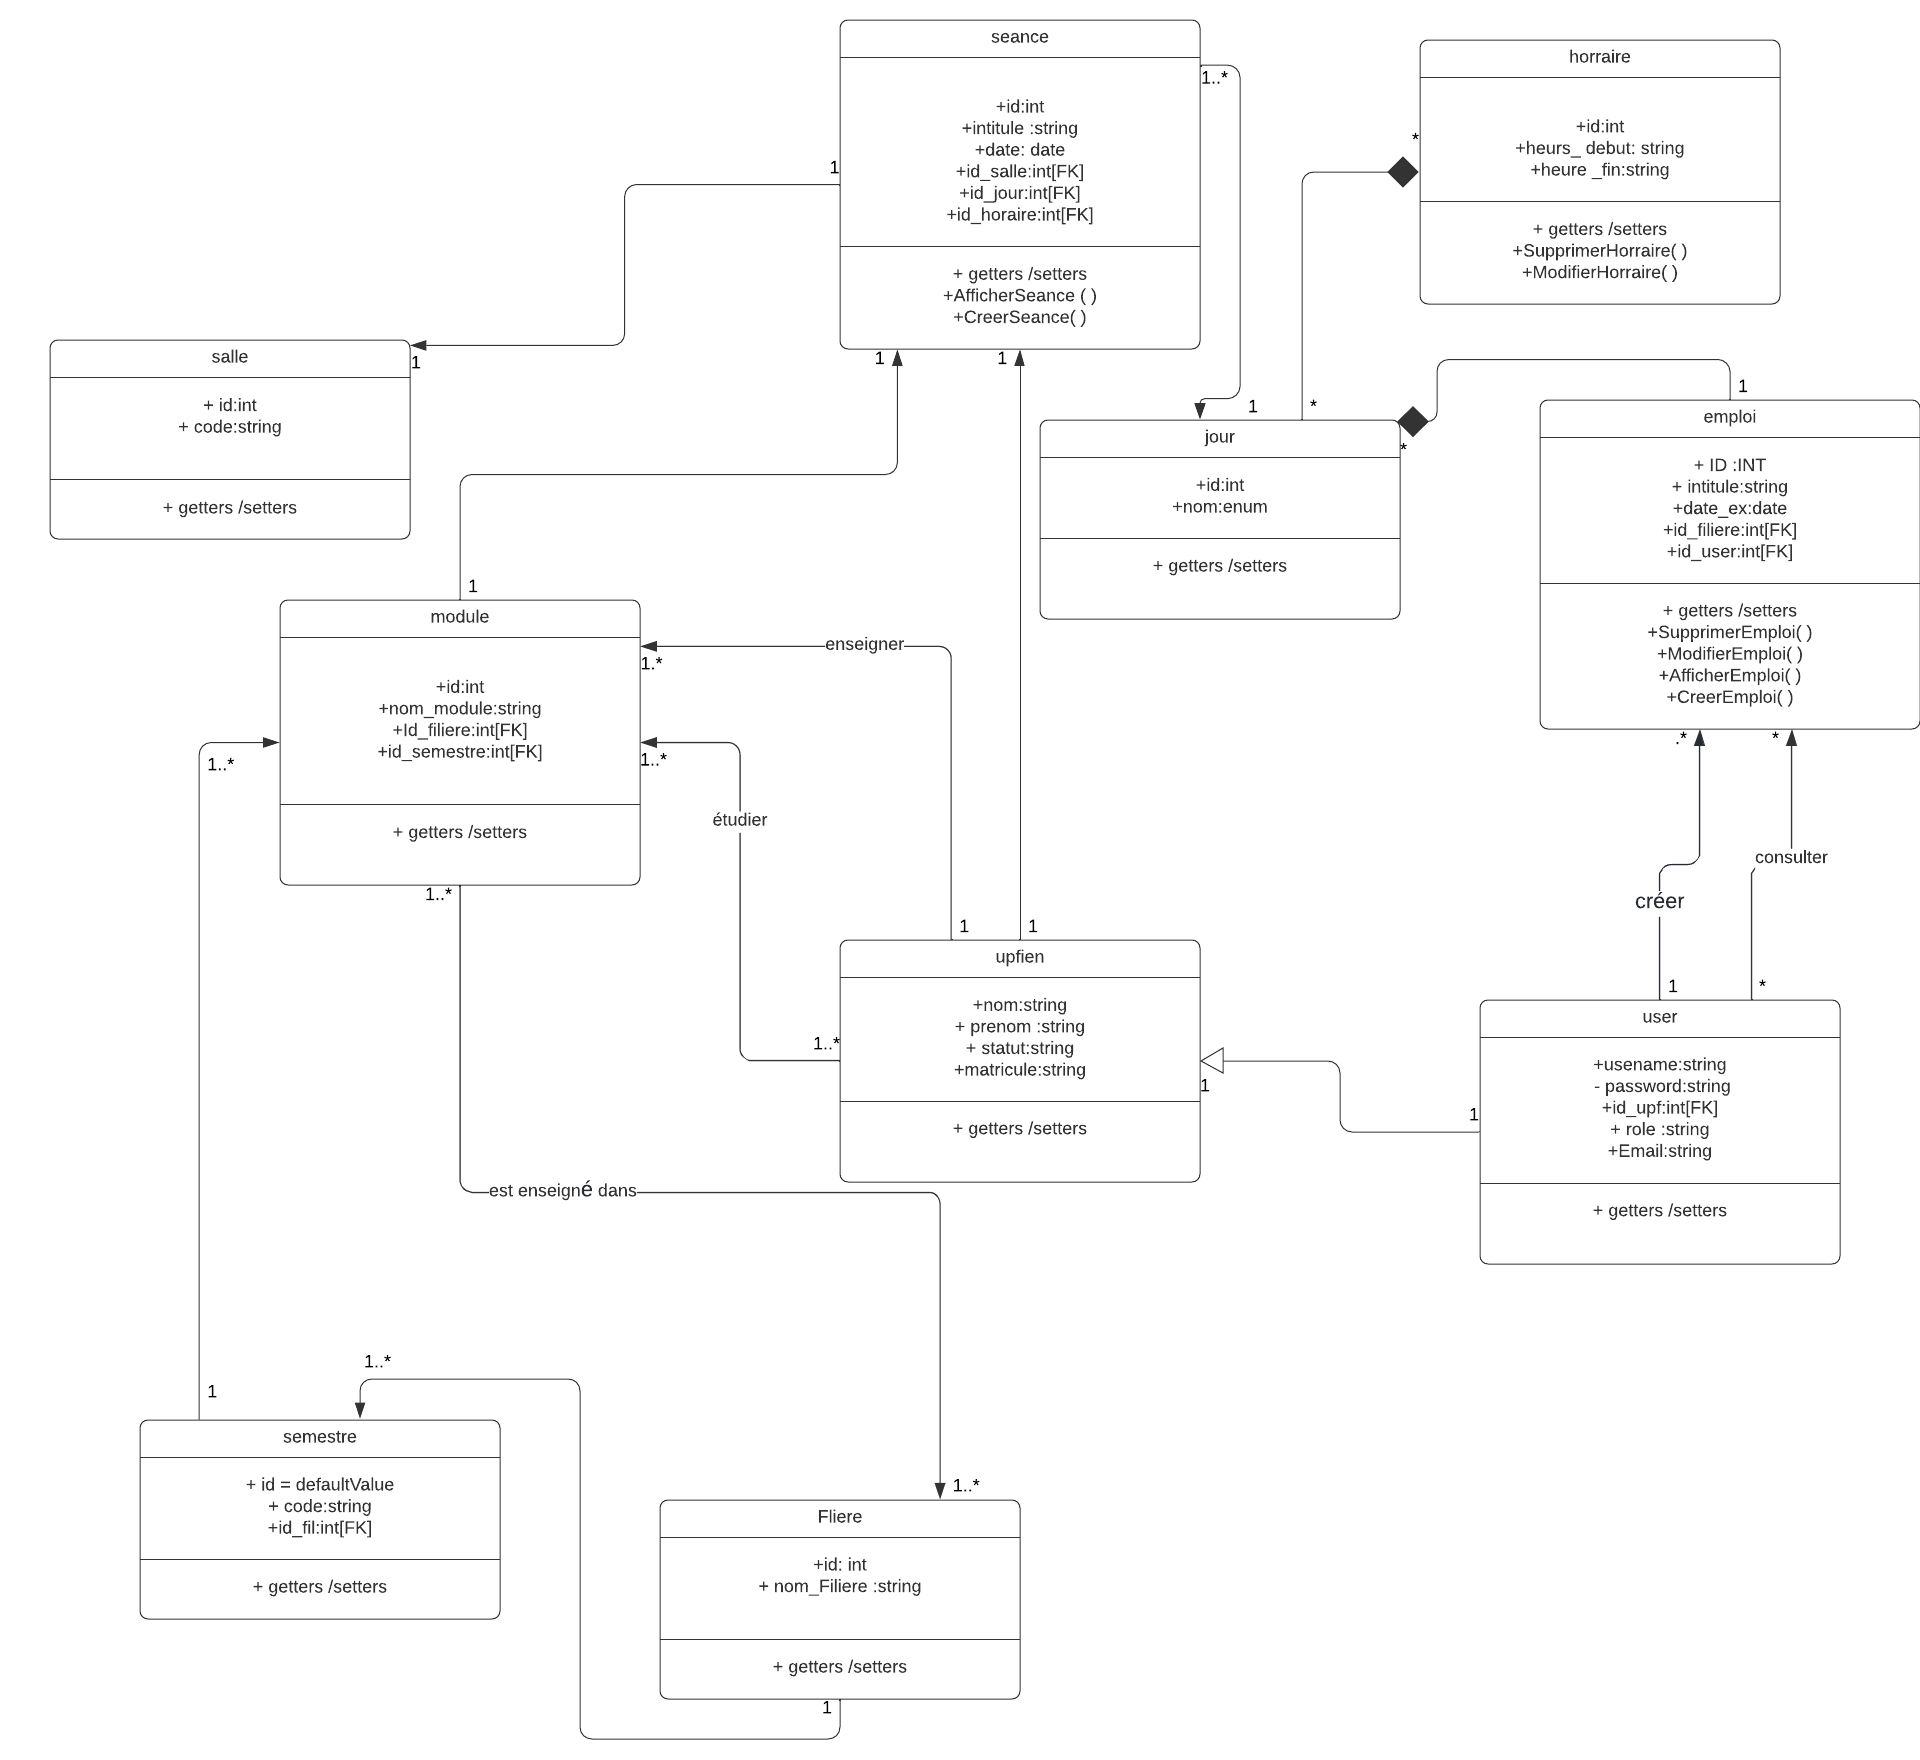 seance
+id:int
+intitule :string
+date: date
+id_salle:int[FK]
+id_jour:int[FK]
+id_horaire:int[FK]
+ getters /setters
+AfficherSeance ( )
+CreerSeance( )
1..*
1
1
1
horraire
+id:int
+heurs_ debut: string
+heure _fin:string
+ getters /setters
+SupprimerHorraire( )
+ModifierHorraire( )
*
salle
+ id:int
+ code:string
+ getters /setters
1
jour
+id:int
+nom:enum
+ getters /setters
1
*
*
emploi
+ ID :INT
+ intitule:string
+date_ex:date
+id_filiere:int[FK]
+id_user:int[FK]
+ getters /setters
+SupprimerEmploi( )
+ModifierEmploi( )
+AfficherEmploi( )
+CreerEmploi( )
1
.*
*
module
+id:int
+nom_module:string
+Id_filiere:int[FK]
+id_semestre:int[FK]
+ getters /setters
1
1.*
1..*
1..*
1..*
enseigner
étudier
créer
consulter
upfien
+nom:string
+ prenom :string
+ statut:string
+matricule:string
+ getters /setters
1
1
1..*
1
user
+usename:string
- password:string
+id_upf:int[FK]
+ role :string
+Email:string
+ getters /setters
1
*
1
est enseigné dans
semestre
+ id = defaultValue
+ code:string
+id_fil:int[FK]
+ getters /setters
1
1..*
Fliere
+id: int
+ nom_Filiere :string
+ getters /setters
1..*
1